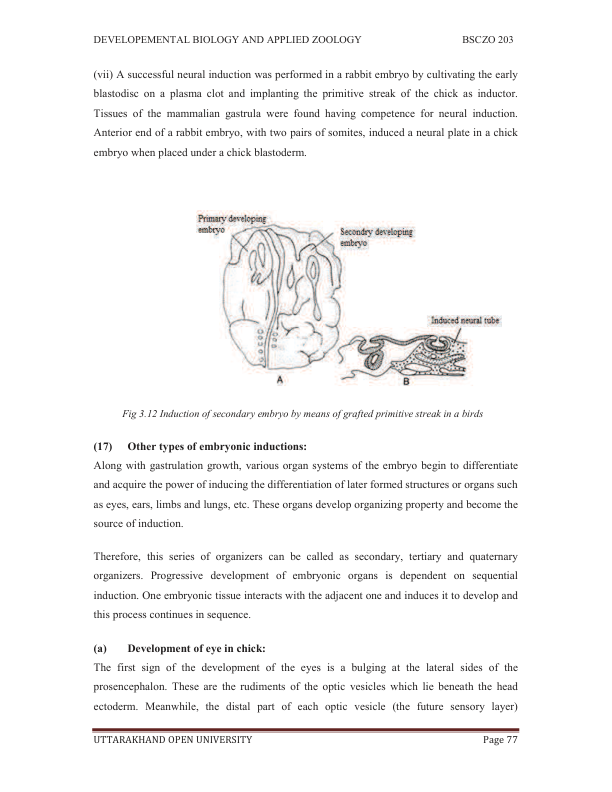 DEVELOPEMENTAL BIOLOGY AND APPLIED ZOOLOGY BSCZO 203
(vii) A successful neural induction was performed in a rabbit embryo by cultivating the early
blastodisc on a plasma clot and implanting the primitive streak of the chick as inductor.
Tissues of the mammalian gastrula were found having competence for neural induction.
Anterior end of a rabbit embryo, with two pairs of somites, induced a neural plate in a chick
embryo when placed under a chick blastoderm.
Primary developing
embryo
Secondry developing
embryo
Induced neural tube
A
B
Fig 3.12 Induction of secondary embryo by means of grafted primitive streak in a birds
(17) Other types of embryonic inductions:
Along with gastrulation growth, various organ systems of the embryo begin to differentiate
and acquire the power of inducing the differentiation of later formed structures or organs such
as eyes, ears, limbs and lungs, etc. These organs develop organizing property and become the
source of induction.
Therefore, this series of organizers can be called as secondary, tertiary and quaternary
organizers. Progressive development of embryonic organs is dependent on sequential
induction. One embryonic tissue interacts with the adjacent one and induces it to develop and
this process continues in sequence.
(a) Development of eye in chick:
The first sign of the development of the eyes is a bulging at the lateral sides of the
prosencephalon. These are the rudiments of the optic vesicles which lie beneath the head
ectoderm. Meanwhile, the distal part of each optic vesicle (the future sensory layer)
UTTARAKHAND OPEN UNIVERSITY Page 77